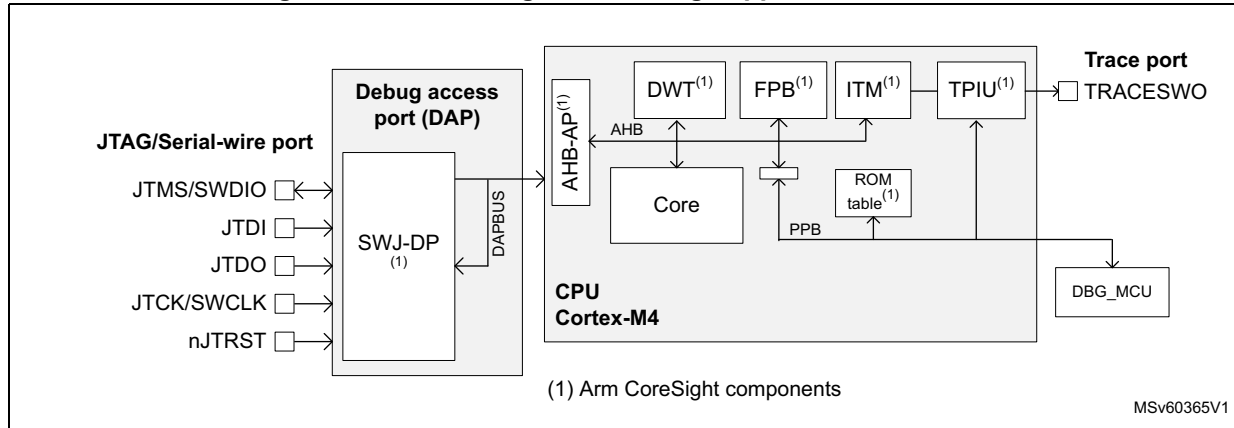 Debug access
port (DAP)
JTAG/Serial-wire port
JTMS/SWDIO
JTDI
JTDO
JTCK/SWCLK
nJTRST
SWJ-DP
(1)
DAPBUS
AHB-AP(1)
DWT(1)
FPB(1)
ITM(1)
TPIU(1)
Trace port
TRACESWO
AHB
Core
ROM
table(1)
PPB
CPU
Cortex-M4
DBG_MCU
(1) Arm CoreSight components
MSv60365V1